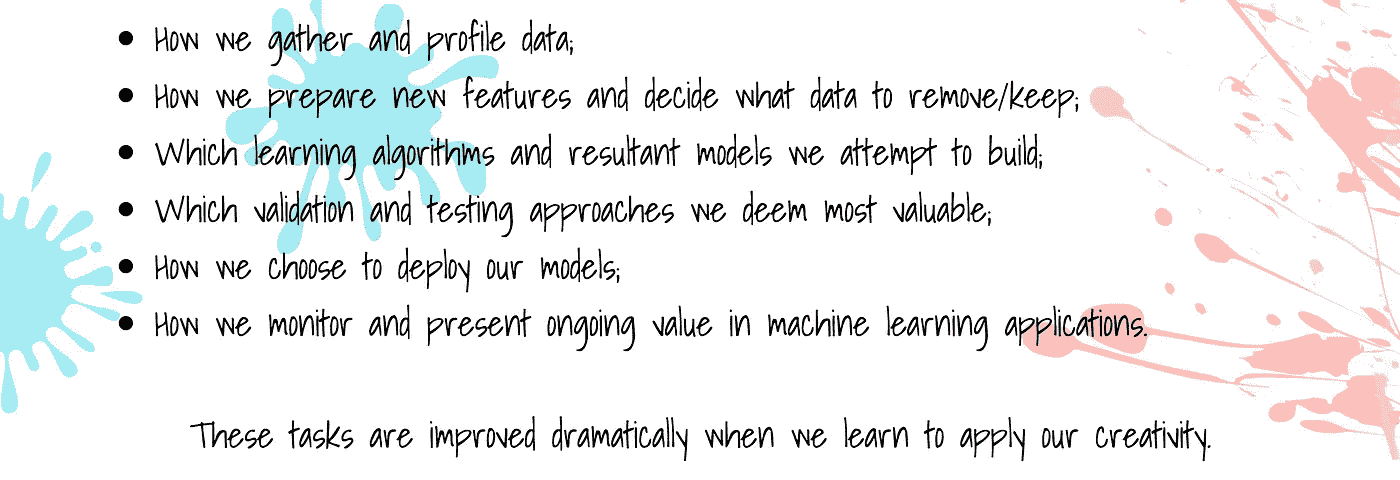 • How we gather and profile data;
• How we prepare new features and decide what data to remove/keep;
• Which learning algorithms and resultant models we attempt to build;
• Which validation and testing approaches we deem most valuable;
• How we choose to deploy our models;
• How we monitor and present ongoing value in machine learning applications.
These tasks are improved dramatically when we learn to apply our creativity.